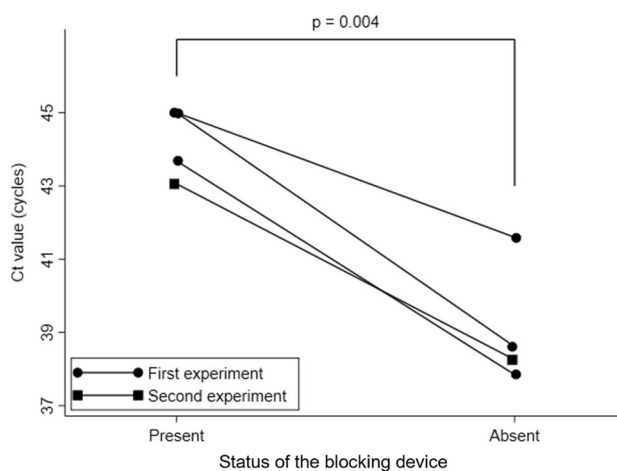 p = 0.004
45
43
41
39
37
Ct value (cycles)
First experiment
Second experiment
Present Absent
Status of the blocking device